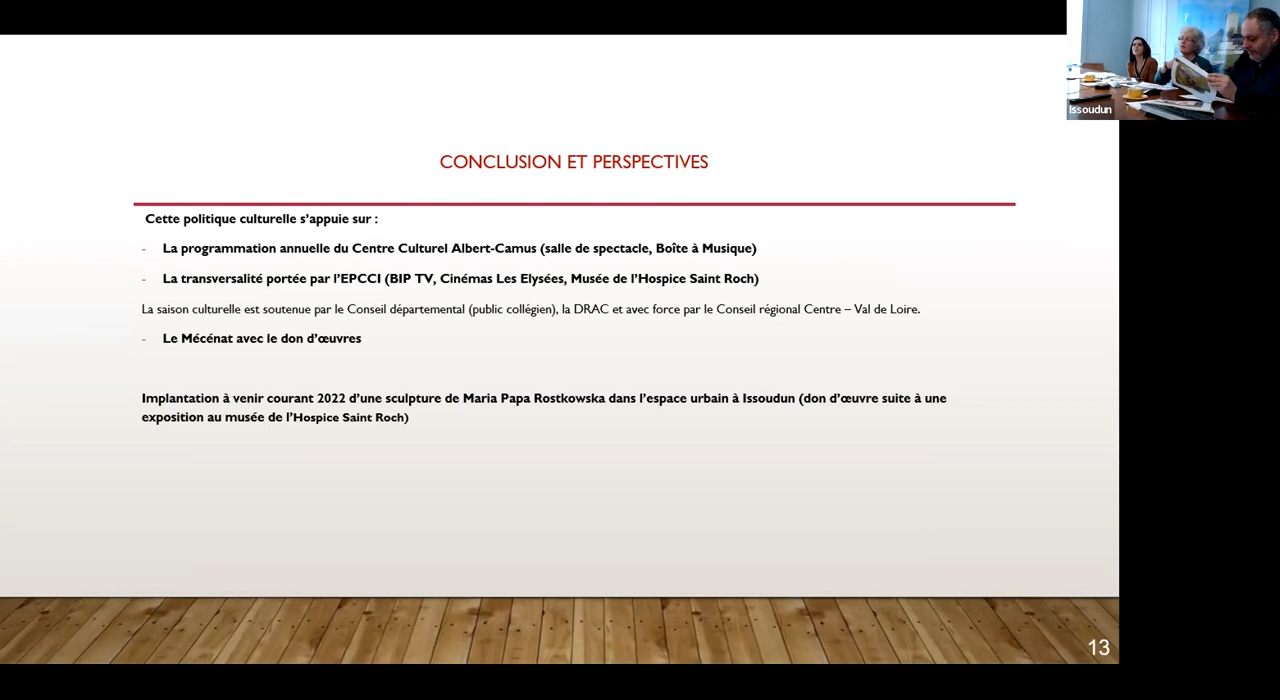 Issoudun
CONCLUSION ET PERSPECTIVES
Cette politique culturelle s’appuie sur :
- La programmation annuelle du Centre Culturel Albert-Camus (salle de spectacle, Boîte à Musique)
- La transversalité portée par l’EPCCI (BIP TV, Cinémas Les Elysées, Musée de l’Hospice Saint Roch)
La saison culturelle est soutenue par le Conseil départemental (public collégien), la DRAC et avec force par le Conseil régional Centre – Val de Loire.
- Le Mécénat avec le don d’œuvres
Implantation à venir courant 2022 d’une sculpture de Maria Papa Rostkowska dans l’espace urbain à Issoudun (don d’œuvre suite à une
exposition au musée de l’Hospice Saint Roch)
13